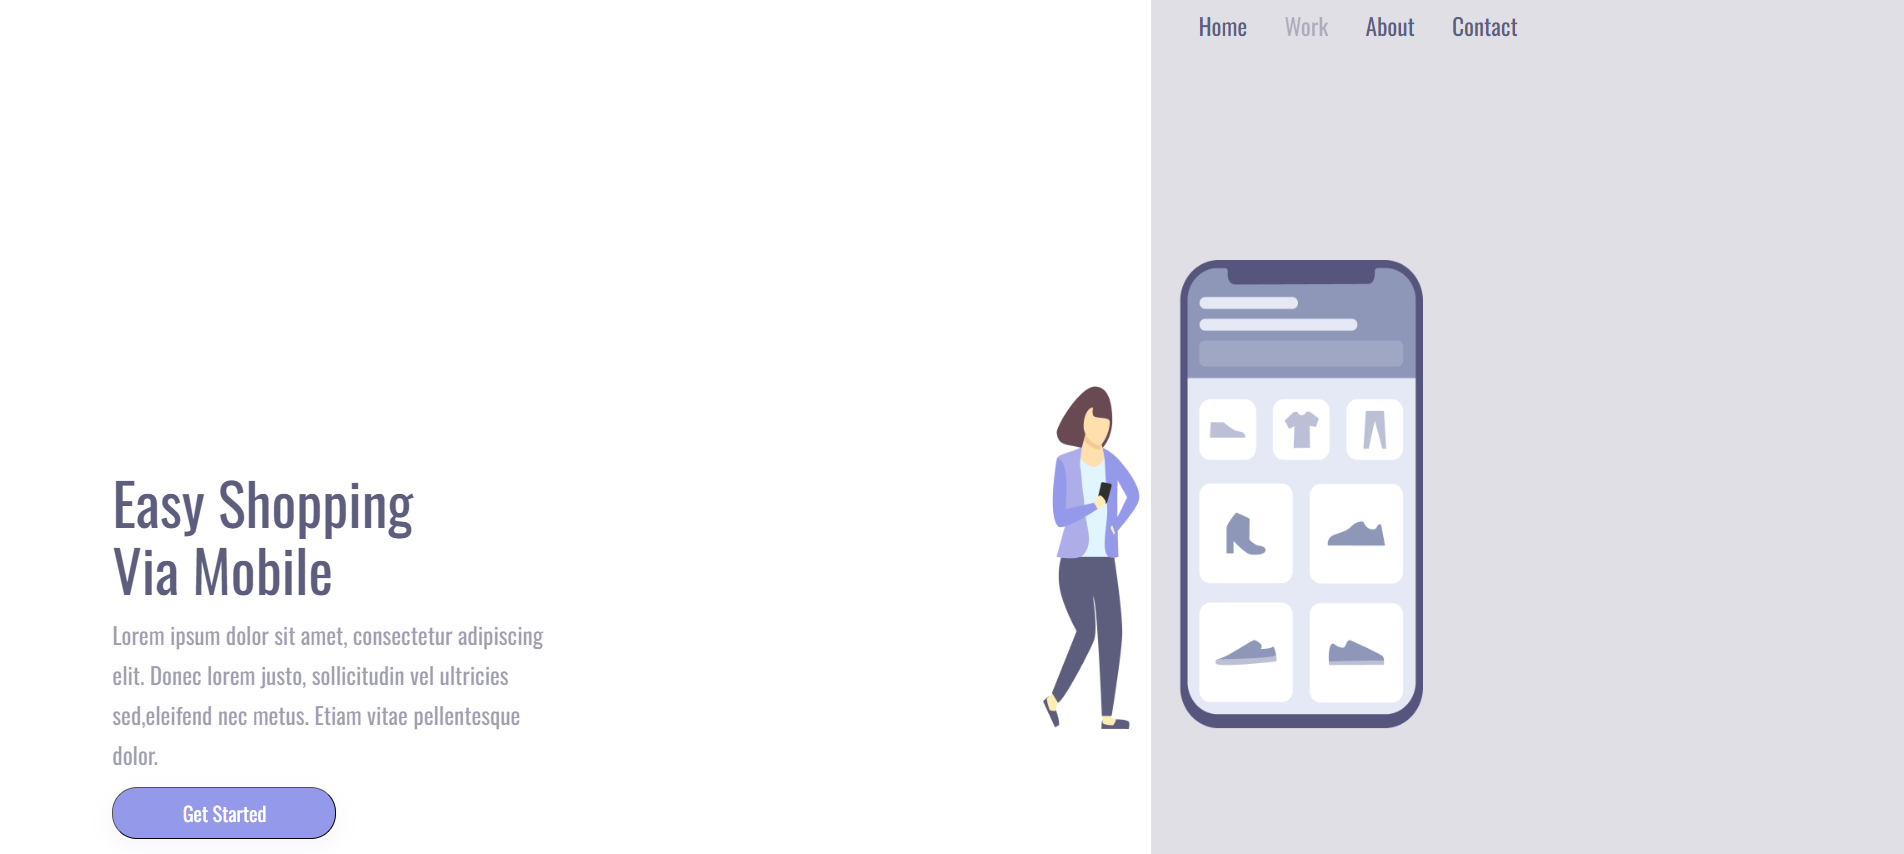 Home Work About Contact
Easy Shopping
Via Mobile
Lorem ipsum dolor sit amet, consectetur adipiscing
elit. Donec lorem justo, sollicitudin vel ultricies
sed,eleifend nec metus. Etiam vitae pellentesque
dolor.
Get Started